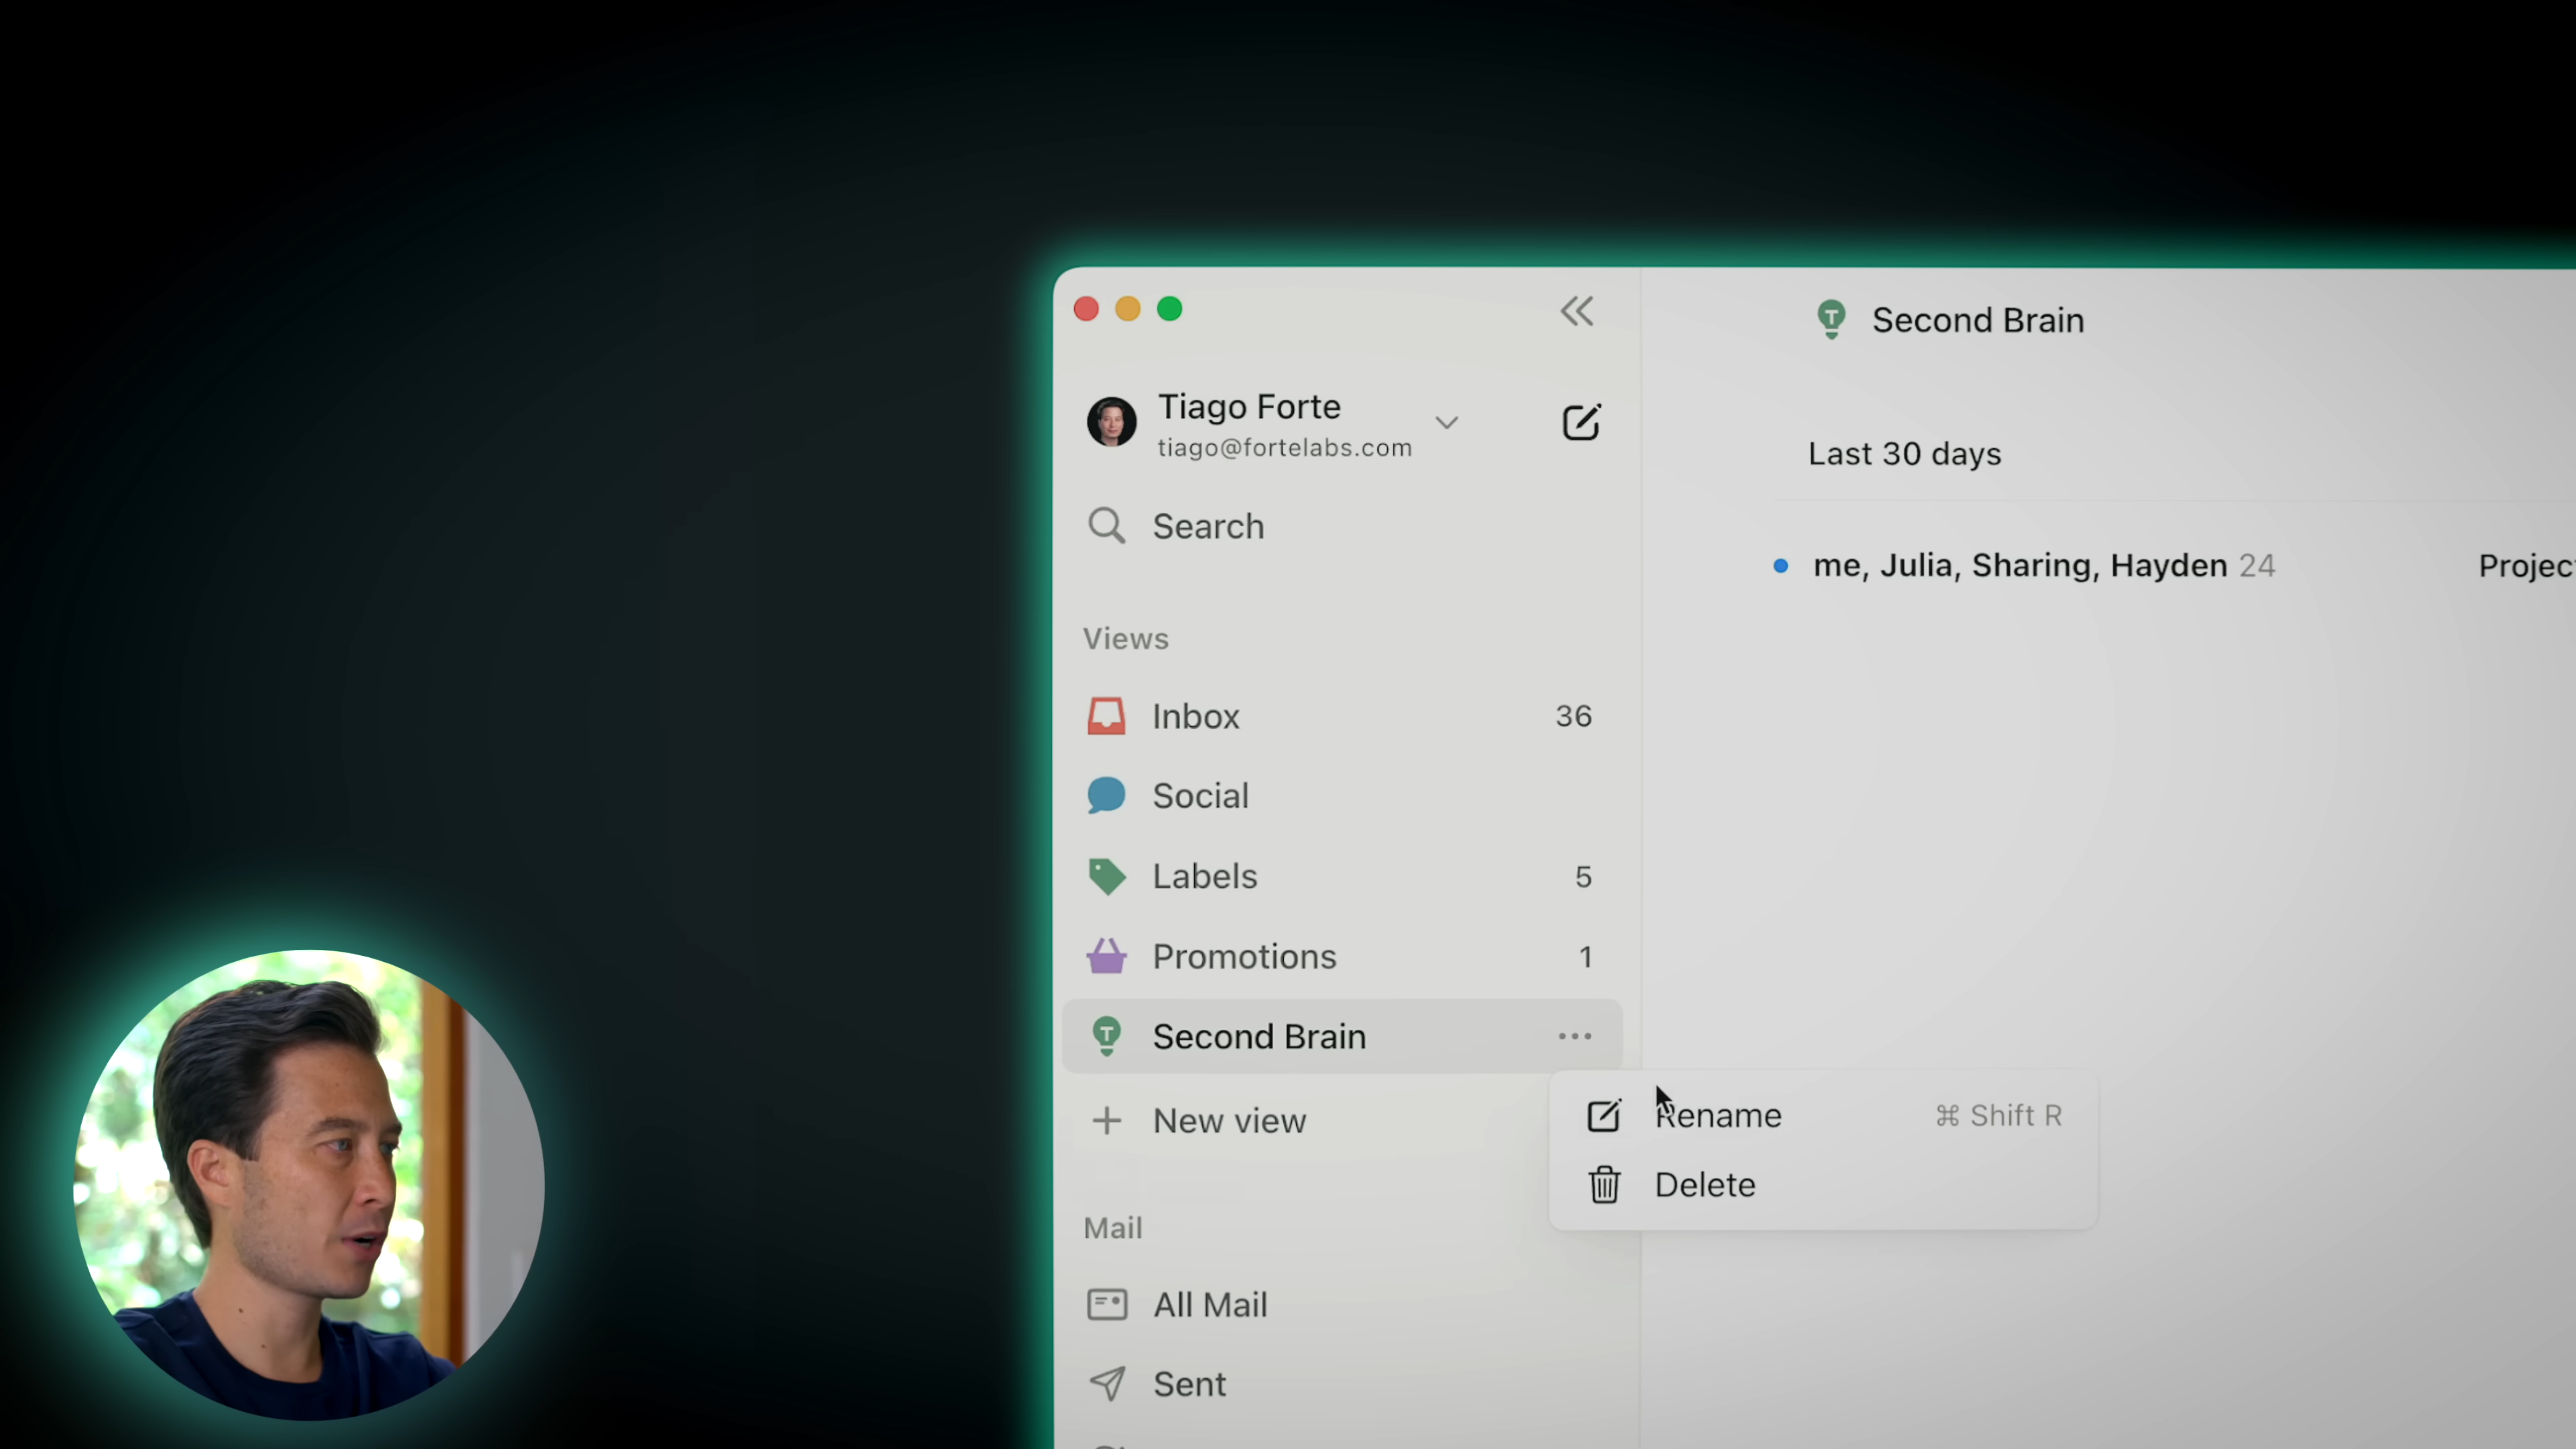 Second Brain
Tiago Forte
tiago@fortelabs.com
Last 30 days
Search
me, Julia, Sharing, Hayden 24
Views
Inbox 36
Social
Labels 5
Promotions 1
Second Brain
New view
Rename ⌘ Shift R
Delete
Mail
All Mail
Sent